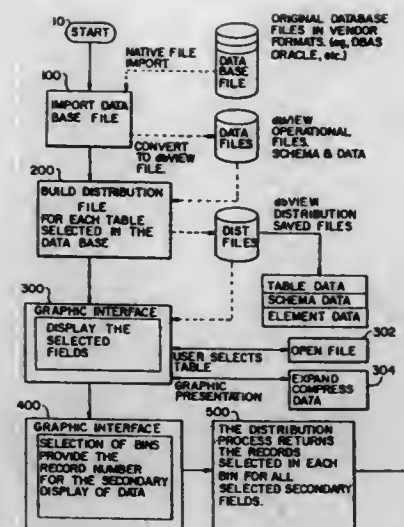 10
START
ORIGINAL DATABASE
FILES IN VENDOR
FORMATS. (eg, DBAS
ORACLE, etc.)
NATIVE FILE
IMPORT
DATA
BASE
FILE
100
IMPORT DATA
BASE FILE
CONVERT
TO dbVIEW
FILE.
DATA
FILES
dbVIEW
OPERATIONAL
FILES.
SCHEMA & DATA
200
BUILD DISTRIBUTION
FILE
FOR EACH TABLE
SELECTED IN THE
DATA BASE
DIST
FILES
dbVIEW
DISTRIBUTION
SAVED FILES
TABLE DATA
SCHEMA DATA
ELEMENT DATA
300
GRAPHIC INTERFACE
DISPLAY THE
SELECTED
FIELDS
USER SELECTS
TABLE
302
OPEN FILE
GRAPHIC
PRESENTATION
304
EXPAND
COMPRESS
DATA
400
GRAPHIC INTERFACE
SELECTION OF BINS
PROVIDE THE
RECORD NUMBER
FOR THE SECONDARY
DISPLAY OF DATA
500
THE DISTRIBUTION
PROCESS RETURNS
THE RECORDS
SELECTED IN EACH
BIN FOR ALL
SELECTED SECONDARY
FIELDS.